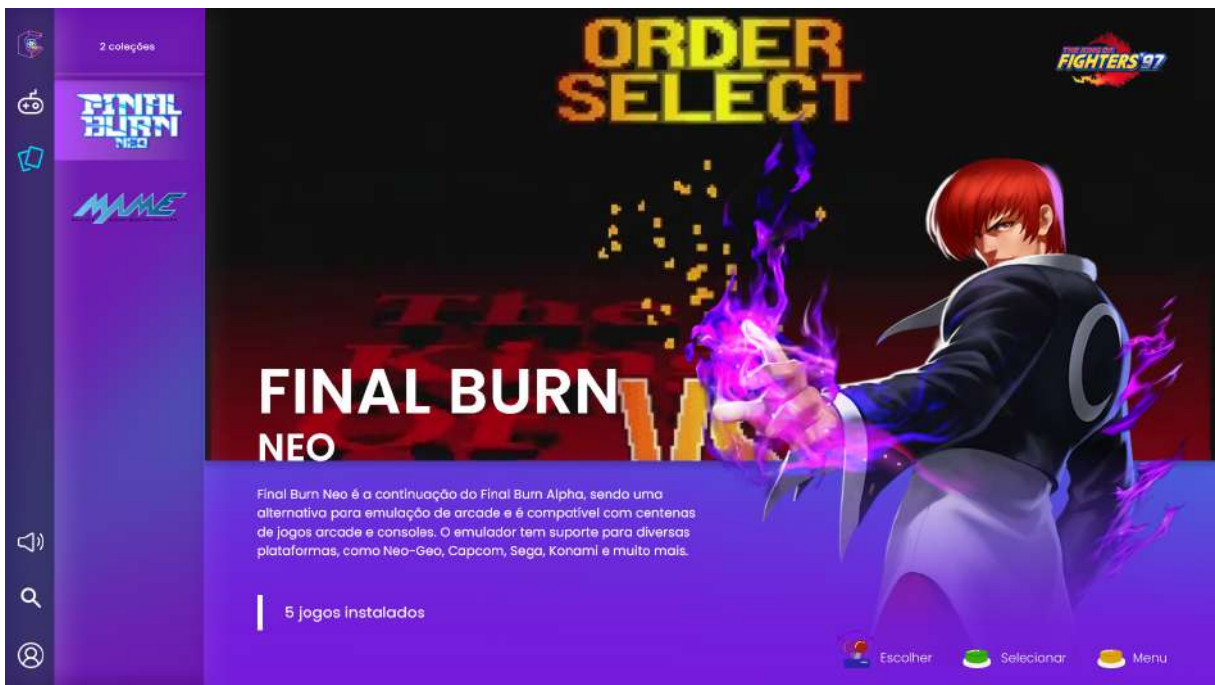 2 coleções
FINAL
BURN
NEO
MAME
ORDER
SELECT
THE KING OF
FIGHTERS'97
The
King
Of
FINAL BURN
NEO
Final Burn Neo é a continuação do Final Burn Alpha, sendo uma
alternativa para emulação de arcade e é compatível com centenas
de jogos arcade e consoles. O emulador tem suporte para diversas
plataformas, como Neo-Geo, Capcom, Sega, Konami e muito mais.
5 jogos instalados
Escolher
Selecionar
Menu